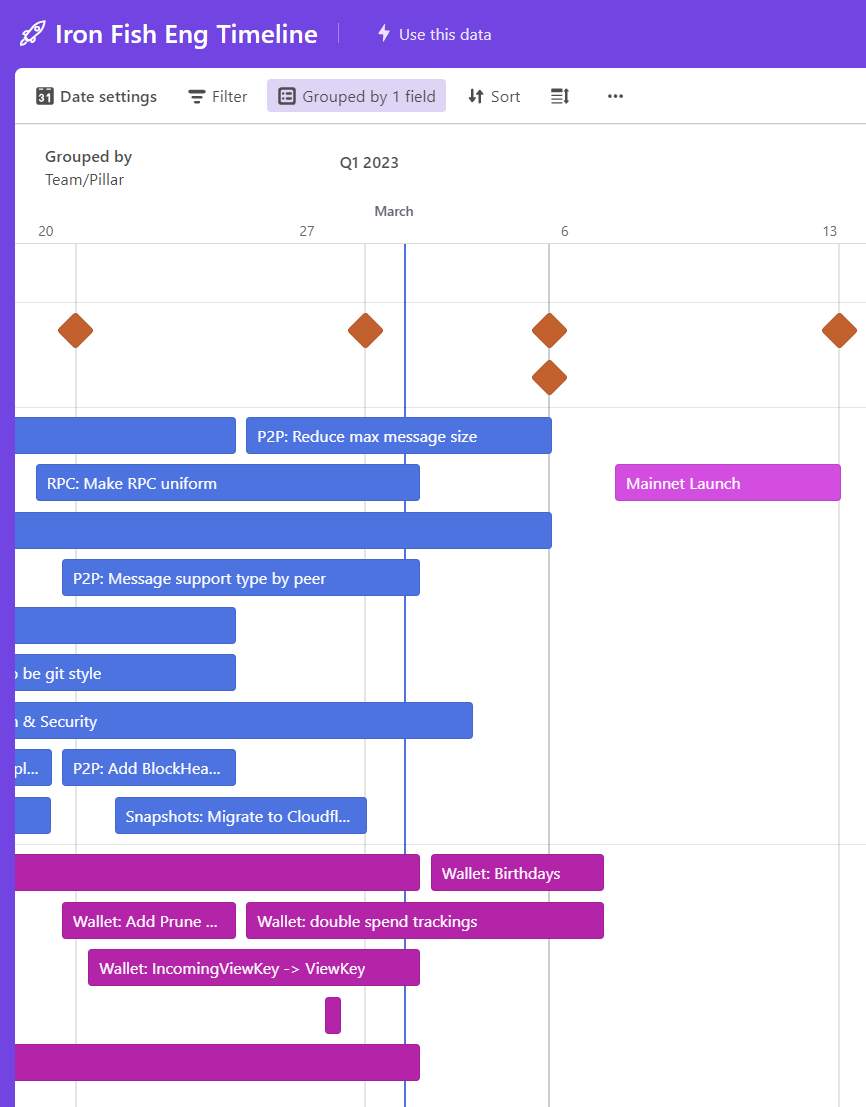 Iron Fish Eng Timeline
Use this data
31 Date settings
Filter
Grouped by 1 field
Sort
Grouped by
Team/Pillar
Q1 2023
March
20 27 6 13
P2P: Reduce max message size
RPC: Make RPC uniform
Mainnet Launch
P2P: Message support type by peer
be git style
& Security
pl...
P2P: Add BlockHea...
Snapshots: Migrate to Cloudfl...
Wallet: Birthdays
Wallet: Add Prune ...
Wallet: double spend trackings
Wallet: IncomingViewKey -> ViewKey